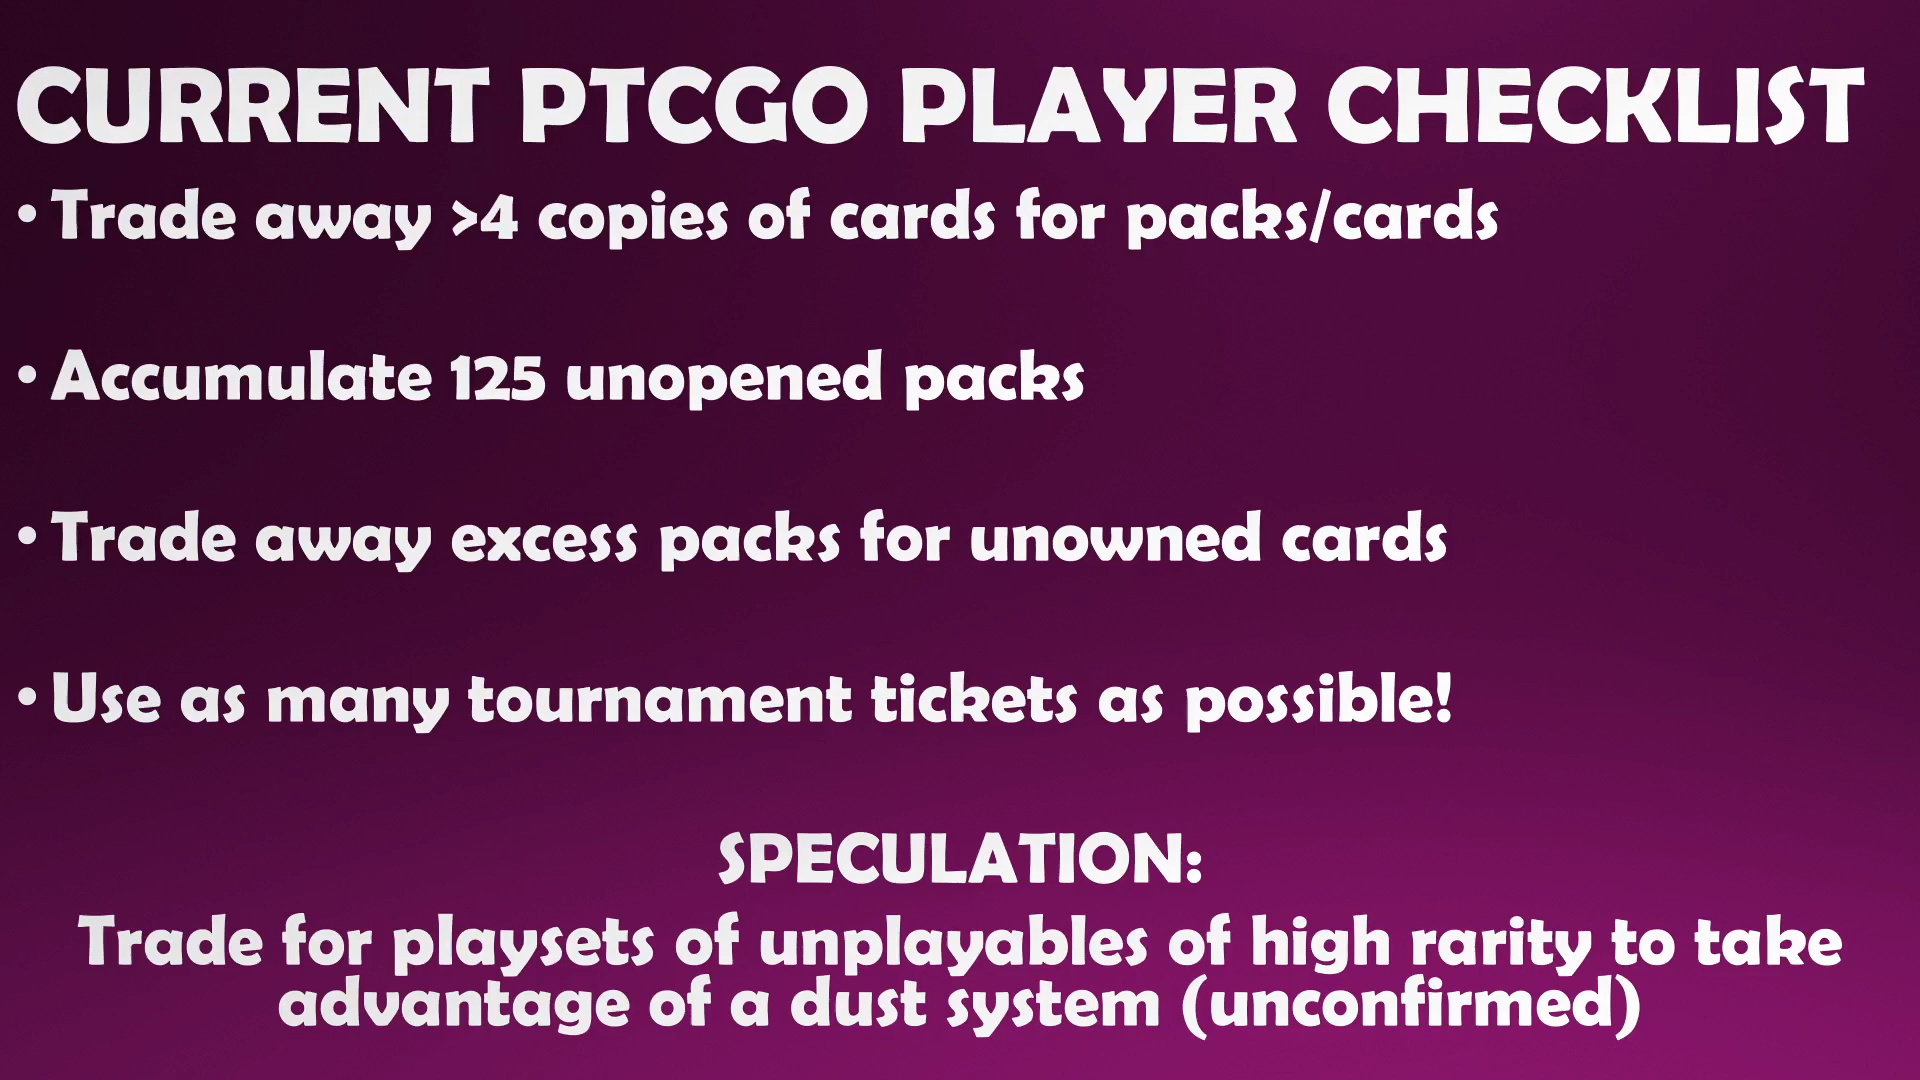 CURRENT PTCGO PLAYER CHECKLIST
• Trade away >4 copies of cards for packs/cards
• Accumulate 125 unopened packs
• Trade away excess packs for unowned cards
• Use as many tournament tickets as possible!
SPECULATION:
Trade for playsets of unplayables of high rarity to take
advantage of a dust system (unconfirmed)